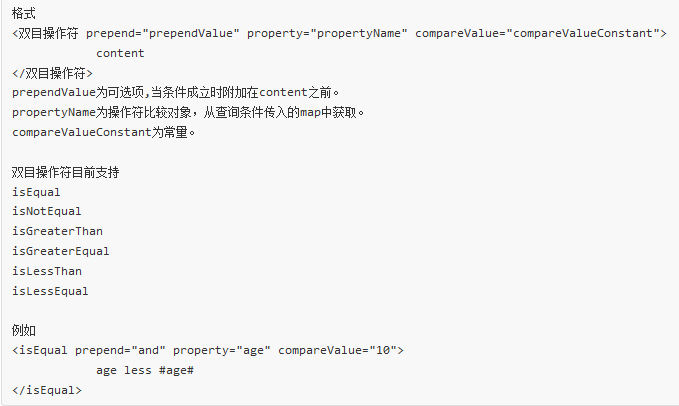 格式
<双目操作符 prepend="prependValue" property="propertyName" compareValue="compareValueConstant">
content
</双目操作符>
prependValue为可选项,当条件成立时附加在content之前。
propertyName为操作符比较对象，从查询条件传入的map中获取。
compareValueConstant为常量。
双目操作符目前支持
isEqual
isNotEqual
isGreaterThan
isGreaterEqual
isLessThan
isLessEqual
例如
<isEqual prepend="and" property="age" compareValue="10">
age less #age#
</isEqual>